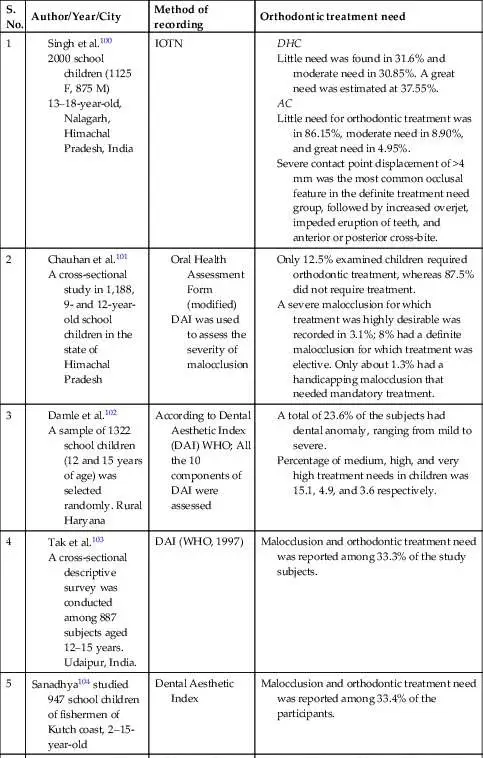 S. No.
Author/Year/City
Method of recording
Orthodontic treatment need
1
Singh et al.100
2000 school
children (1125
F, 875 M)
13–18-year-old,
Nalagarh,
Himachal
Pradesh, India
IOTN
DHC
Little need was found in 31.6% and
moderate need in 30.85%. A great
need was estimated at 37.55%.
AC
Little need for orthodontic treatment was
in 86.15%, moderate need in 8.90%,
and great need in 4.95%.
Severe contact point displacement of >4
mm was the most common occlusal
feature in the definite treatment need
group, followed by increased overjet,
impeded eruption of teeth, and
anterior or posterior cross-bite.
2
Chauhan et al.101
A cross-sectional
study in 1,188,
9- and 12-year-
old school
children in the
state of
Himachal
Pradesh
Oral Health
Assessment
Form
(modified)
DAI was used
to assess the
severity of
malocclusion
Only 12.5% examined children required
orthodontic treatment, whereas 87.5%
did not require treatment.
A severe malocclusion for which
treatment was highly desirable was
recorded in 3.1%; 8% had a definite
malocclusion for which treatment was
elective. Only about 1.3% had a
handicapping malocclusion that
needed mandatory treatment.
3
Damle et al.102
A sample of 1322
school children
(12 and 15 years
of age) was
selected
randomly. Rural
Haryana
According to Dental
Aesthetic Index
(DAI) WHO; All
the 10
components of
DAI were
assessed
A total of 23.6% of the subjects had
dental anomaly, ranging from mild to
severe.
Percentage of medium, high, and very
high treatment needs in children was
15.1, 4.9, and 3.6 respectively.
4
Tak et al.103
A cross-sectional
descriptive
survey was
conducted
among 887
subjects aged
12–15 years.
Udaipur, India.
DAI (WHO, 1997)
Malocclusion and orthodontic treatment need
was reported among 33.3% of the study
subjects.
5
Sanadhya104 studied
947 school children
of fishermen of
Kutch coast, 2–15-
year-old
Dental Aesthetic
Index
Malocclusion and orthodontic treatment need
was reported among 33.4% of the
participants.